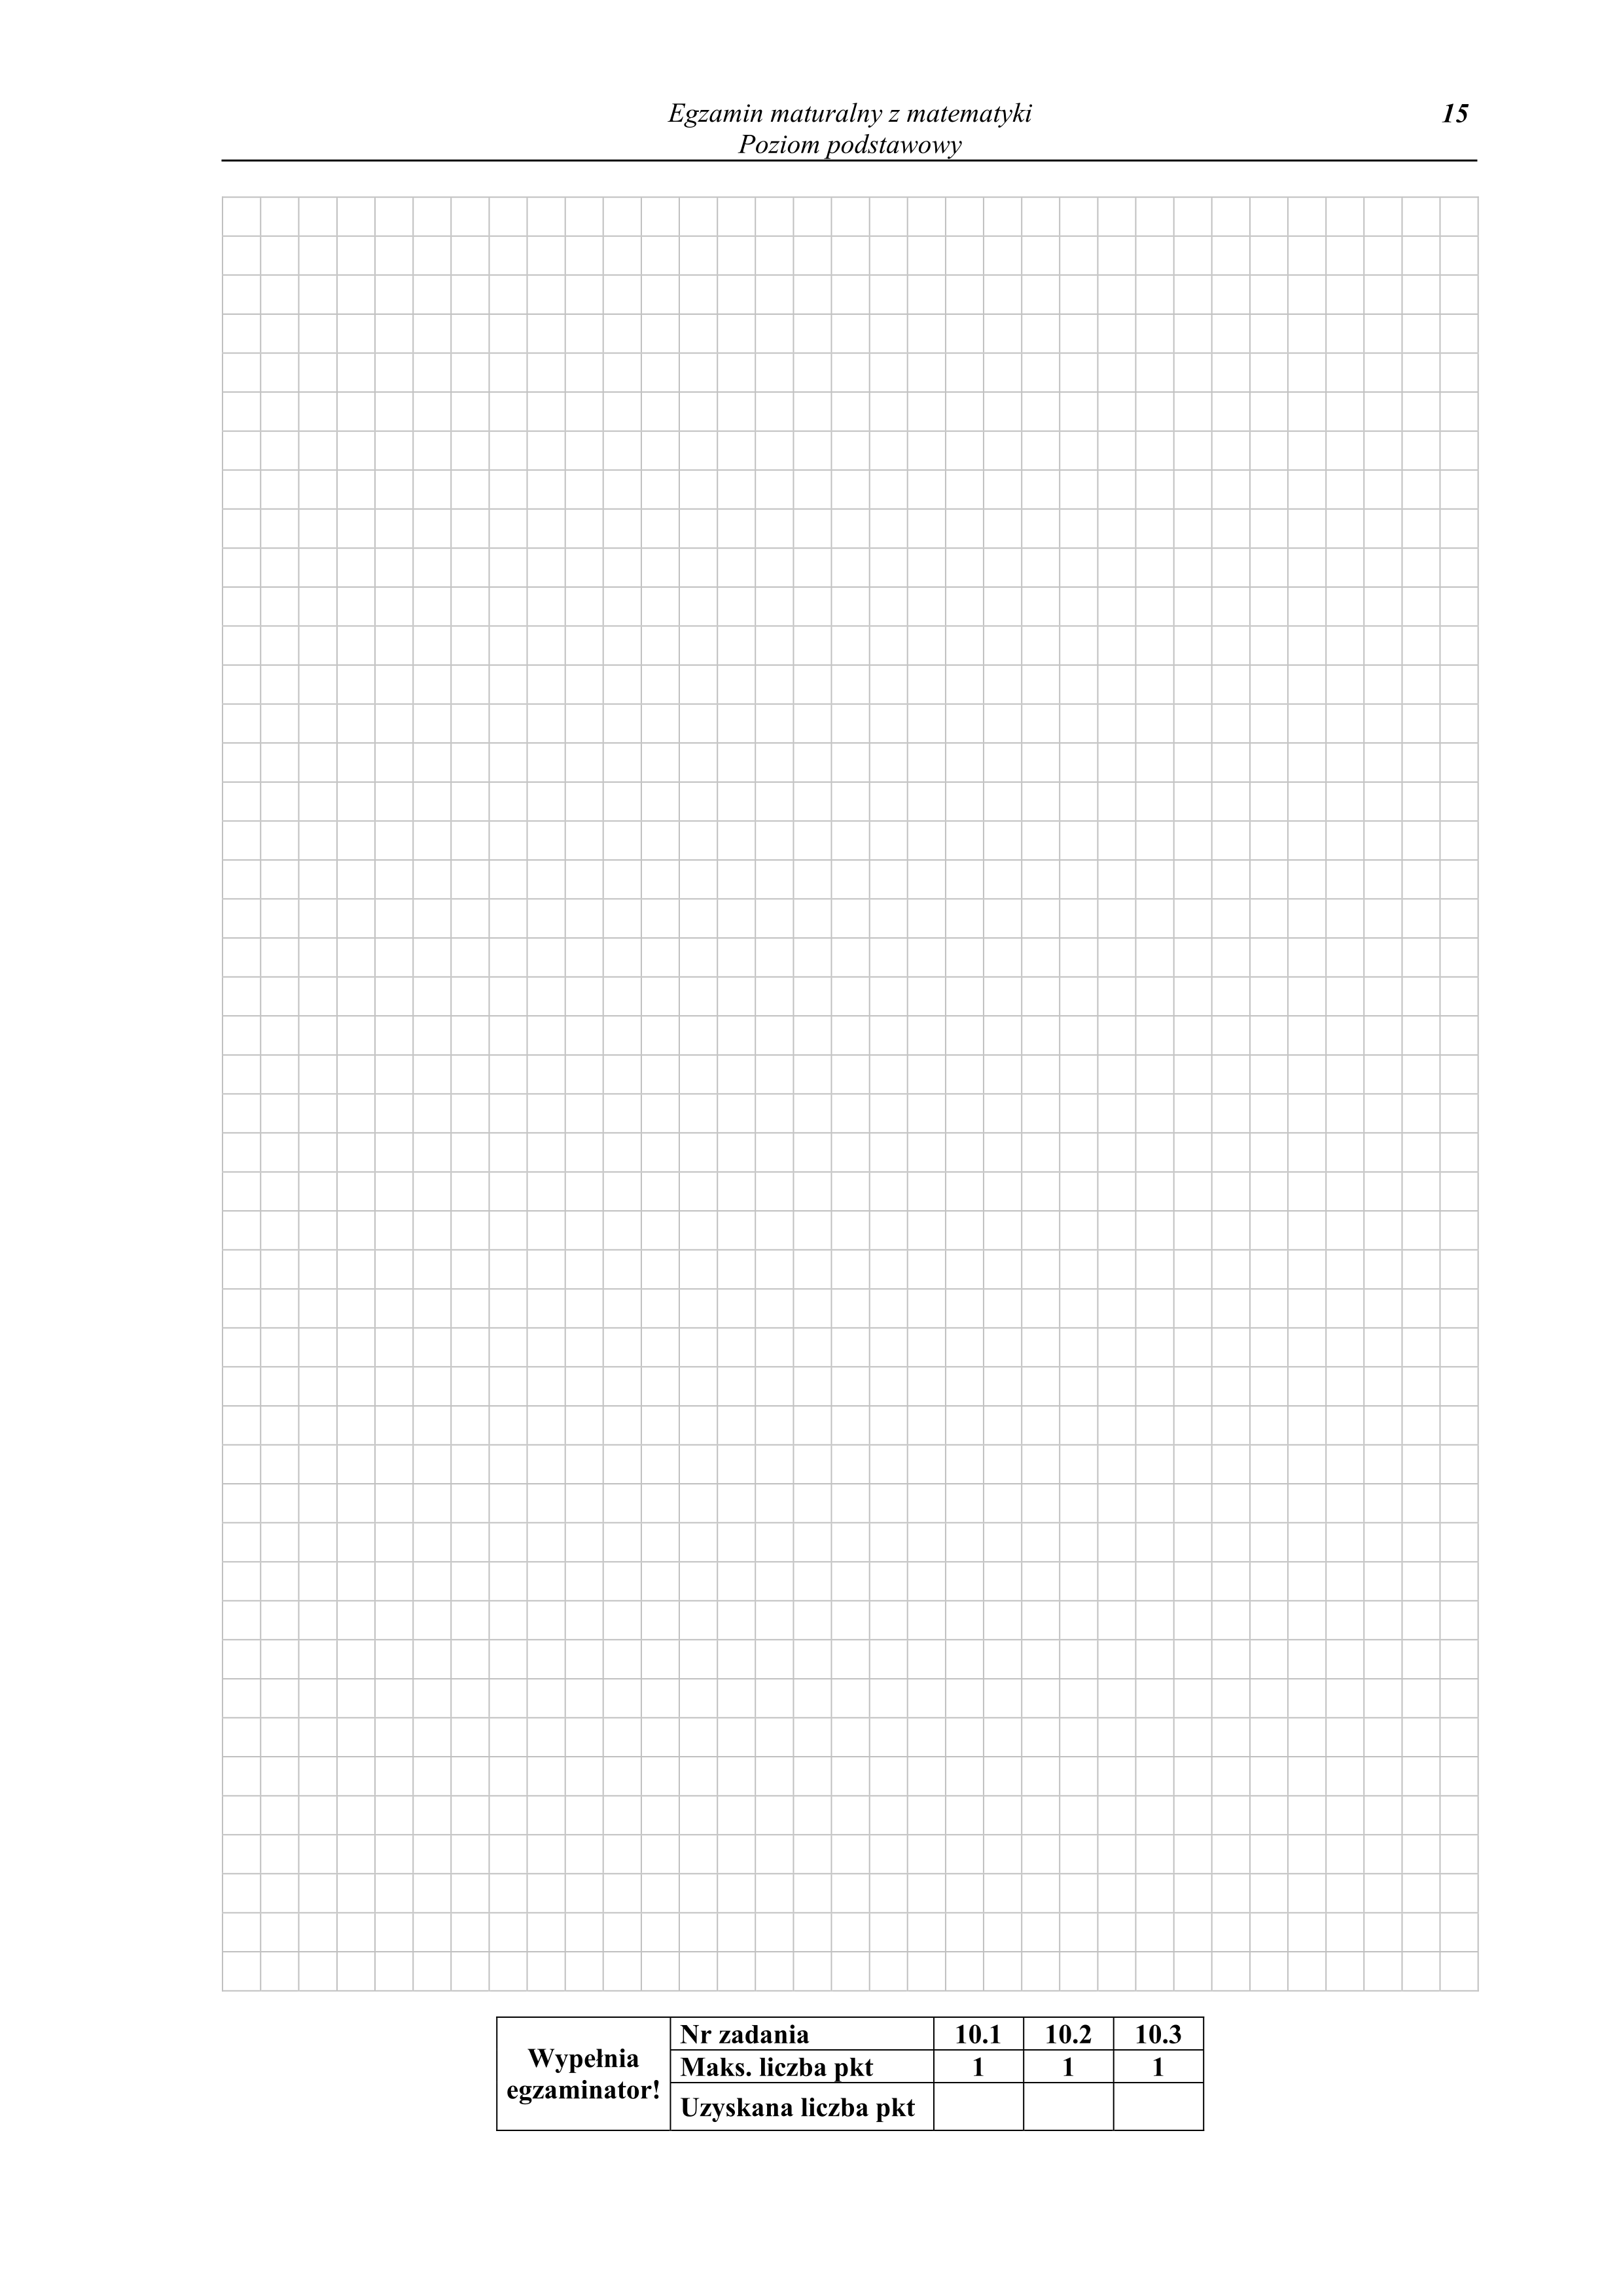 Egzamin maturalny z matematyki 15
Poziom podstawowy
Wypełnia egzaminator!
Nr zadania 10.1 10.2 10.3
Maks. liczba pkt 1 1 1
Uzyskana liczba pkt